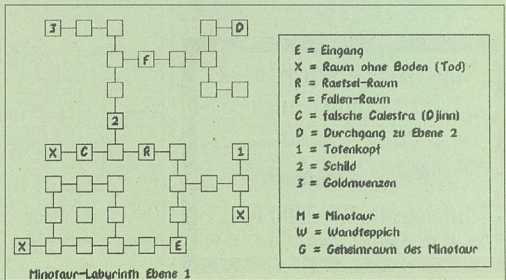 3
D
F
2
X C R 1
X
X E
Minotaur-Labyrinth Ebene 1
E = Eingang
X = Raum ohne Boden (Tod)
R = Raetsel-Raum
F = Fallen-Raum
C = falsche Calestra (Djinn)
D = Durchgang zu Ebene 2
1 = Totenkopf
2 = Schild
3 = Goldmuenzen
M = Minotaur
W = Wandteppich
G = Geheimraum des Minotaur